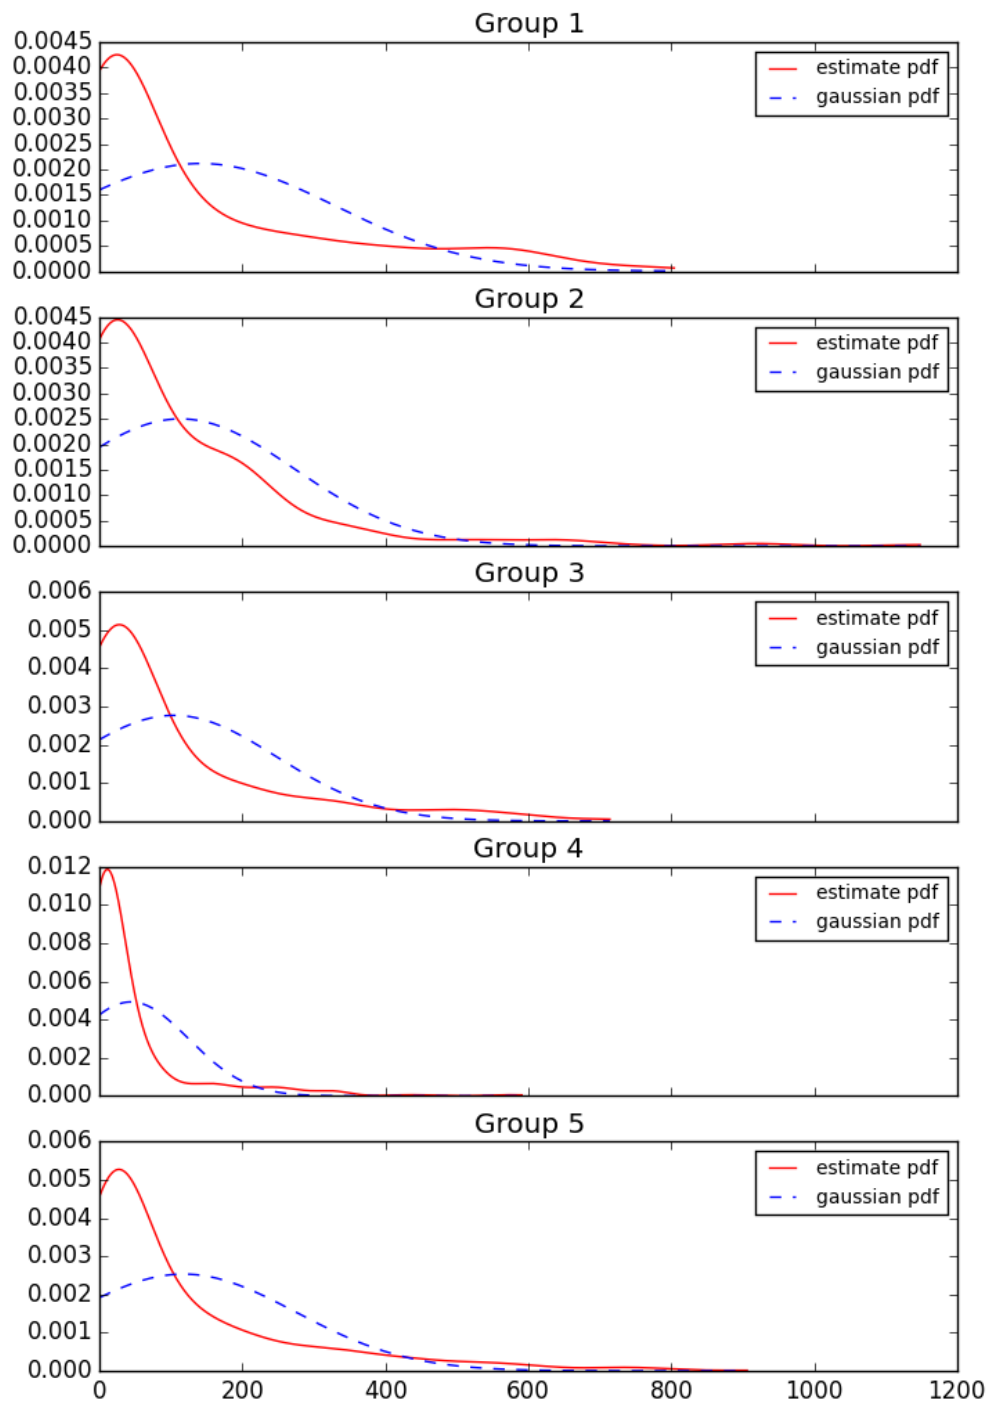 Group 1
0.0045
0.0040
0.0035
0.0030
0.0025
0.0020
0.0015
0.0010
0.0005
0.0000
estimate pdf
gaussian pdf
Group 2
0.0045
0.0040
0.0035
0.0030
0.0025
0.0020
0.0015
0.0010
0.0005
0.0000
estimate pdf
gaussian pdf
Group 3
0.006
0.005
0.004
0.003
0.002
0.001
0.000
estimate pdf
gaussian pdf
Group 4
0.012
0.010
0.008
0.006
0.004
0.002
0.000
estimate pdf
gaussian pdf
Group 5
0.006
0.005
0.004
0.003
0.002
0.001
0.000
estimate pdf
gaussian pdf
0 200 400 600 800 1000 1200